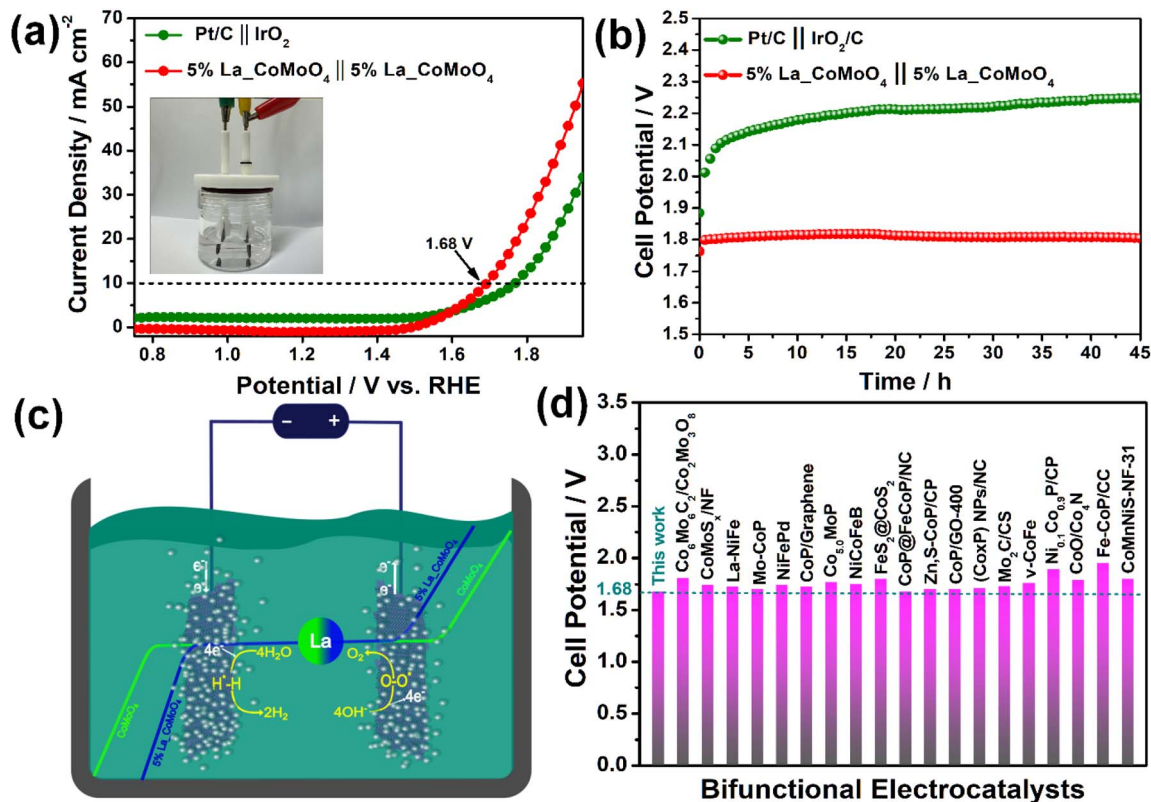 (a)
Pt/C || IrO₂
5% La_CoMoO₄ || 5% La_CoMoO₄
Current Density / mA cm⁻²
60
50
40
30
20
10
0
1.68 V
0.8 1.0 1.2 1.4 1.6 1.8
Potential / V vs. RHE
(b)
Pt/C || IrO₂/C
5% La_CoMoO₄ || 5% La_CoMoO₄
Cell Potential / V
2.5
2.4
2.3
2.2
2.1
2.0
1.9
1.8
1.7
1.6
1.5
0 5 10 15 20 25 30 35 40 45
Time / h
(c)
− +
e⁻
e⁻
e⁻
e⁻
5% La_CoMoO₄
CoMoO₄
La
4e⁻
4H₂O
O₂
H*-H
O-O*
2H₂
4OH⁻
4e⁻
CoMoO₄
5% La_CoMoO₄
(d)
Cell Potential / V
3.5
3.0
2.5
2.0
1.68
1.5
1.0
0.5
0.0
This work
Co₆Mo₆C₂/Co₂Mo₃O₈
CoMoSₓ/NF
La-NiFe
Mo-CoP
NiFePd
CoP/Graphene
Co₅.₀MoP
NiCoFeB
FeS₂@CoS₂
CoP@FeCoP/NC
Zn,S-CoP/CP
CoP/GO-400
(CoxP) NPs/NC
Mo₂C/CS
v-CoFe
Ni₀.₁Co₀.₉P/CP
CoO/Co₄N
Fe-CoP/CC
CoMnNiS-NF-31
Bifunctional Electrocatalysts